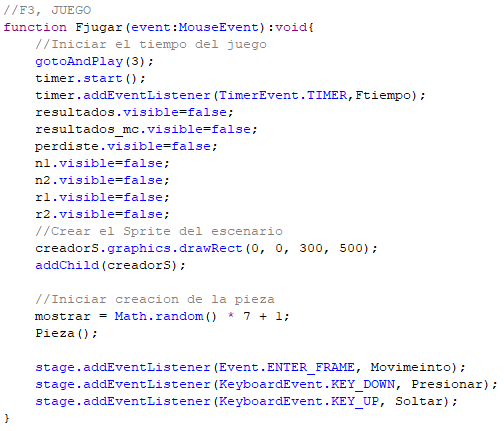 //F3, JUEGO
function Fjugar(event:MouseEvent):void{
    //Iniciar el tiempo del juego
    gotoAndPlay(3);
    timer.start();
    timer.addEventListener(TimerEvent.TIMER,Ftiempo);
    resultados.visible=false;
    resultados_mc.visible=false;
    perdiste.visible=false;
    n1.visible=false;
    n2.visible=false;
    r1.visible=false;
    r2.visible=false;
    //Crear el Sprite del escenario
    creadorS.graphics.drawRect(0, 0, 300, 500);
    addChild(creadorS);

    //Iniciar creacion de la pieza
    mostrar = Math.random() * 7 + 1;
    Pieza();

    stage.addEventListener(Event.ENTER_FRAME, Movimeinto);
    stage.addEventListener(KeyboardEvent.KEY_DOWN, Presionar);
    stage.addEventListener(KeyboardEvent.KEY_UP, Soltar);
}